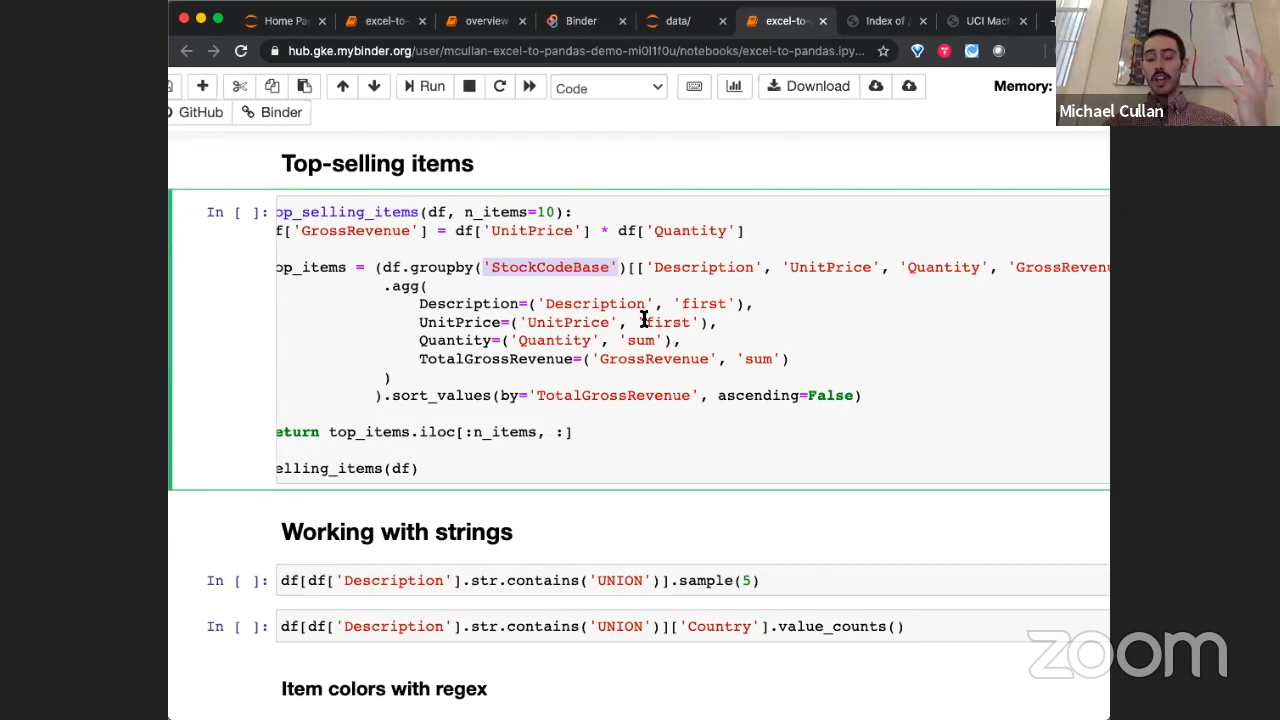 Home Pa
excel-to-
overview
Binder
data/
excel-to-
Index of
UCI Mac
hub.gke.mybinder.org/user/mcullan-excel-to-pandas-demo-mi0l1f0u/notebooks/excel-to-pandas.ipy...
Run
Code
Download
Memory:
GitHub
Binder
Michael Cullan
Top-selling items
In [ ]:
op_selling_items(df, n_items=10):
f['GrossRevenue'] = df['UnitPrice'] * df['Quantity']
op_items = (df.groupby('StockCodeBase')[['Description', 'UnitPrice', 'Quantity', 'GrossRevenu
.agg(
Description=('Description', 'first'),
UnitPrice=('UnitPrice', 'first'),
Quantity=('Quantity', 'sum'),
TotalGrossRevenue=('GrossRevenue', 'sum')
)
).sort_values(by='TotalGrossRevenue', ascending=False)
eturn top_items.iloc[:n_items, :]
elling_items(df)
Working with strings
In [ ]: df[df['Description'].str.contains('UNION')].sample(5)
In [ ]: df[df['Description'].str.contains('UNION')]['Country'].value_counts()
Item colors with regex
zoom